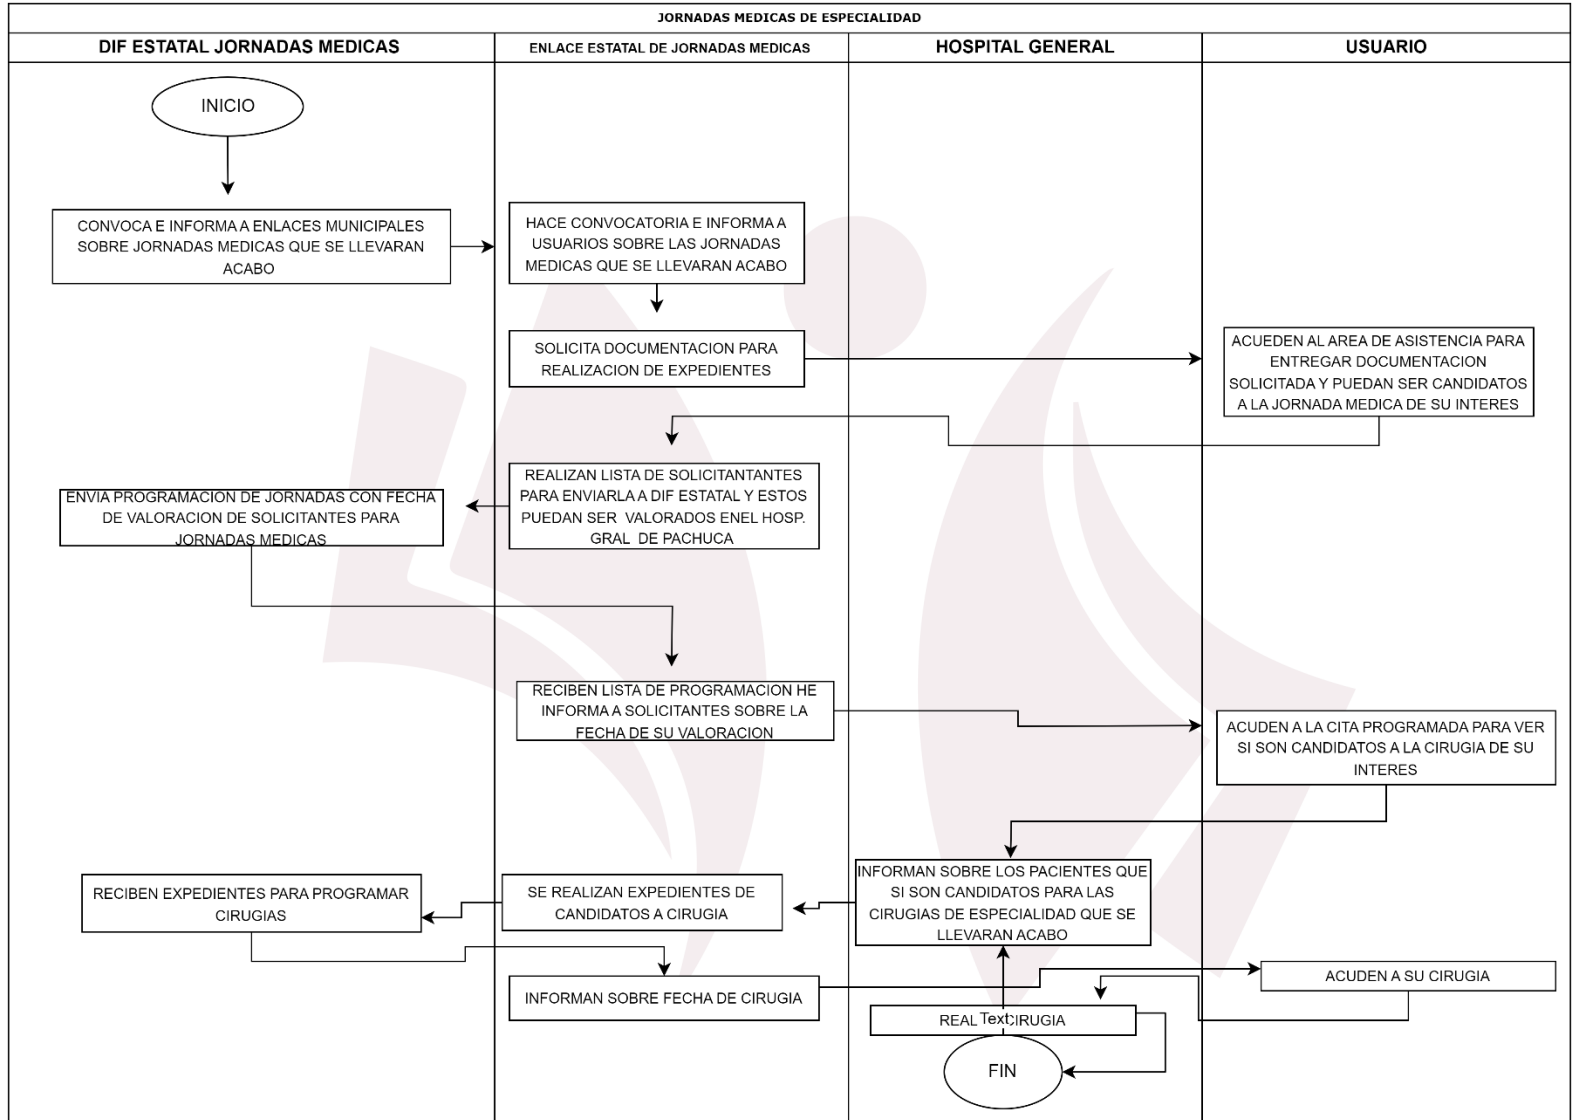 JORNADAS MEDICAS DE ESPECIALIDAD
DIF ESTATAL JORNADAS MEDICAS
ENLACE ESTATAL DE JORNADAS MEDICAS
HOSPITAL GENERAL
USUARIO
INICIO
CONVOCA E INFORMA A ENLACES MUNICIPALES
SOBRE JORNADAS MEDICAS QUE SE LLEVARAN
ACABO
HACE CONVOCATORIA E INFORMA A
USUARIOS SOBRE LAS JORNADAS
MEDICAS QUE SE LLEVARAN ACABO
SOLICITA DOCUMENTACION PARA
REALIZACION DE EXPEDIENTES
ACUEDEN AL AREA DE ASISTENCIA PARA
ENTREGAR DOCUMENTACION
SOLICITADA Y PUEDAN SER CANDIDATOS
A LA JORNADA MEDICA DE SU INTERES
REALIZAN LISTA DE SOLICITANTANTES
PARA ENVIARLA A DIF ESTATAL Y ESTOS
PUEDAN SER VALORADOS ENEL HOSP.
GRAL DE PACHUCA
ENVIA PROGRAMACION DE JORNADAS CON FECHA
DE VALORACION DE SOLICITANTES PARA
JORNADAS MEDICAS
RECIBEN LISTA DE PROGRAMACION HE
INFORMA A SOLICITANTES SOBRE LA
FECHA DE SU VALORACION
ACUDEN A LA CITA PROGRAMADA PARA VER
SI SON CANDIDATOS A LA CIRUGIA DE SU
INTERES
INFORMAN SOBRE LOS PACIENTES QUE
SI SON CANDIDATOS PARA LAS
CIRUGIAS DE ESPECIALIDAD QUE SE
LLEVARAN ACABO
SE REALIZAN EXPEDIENTES DE
CANDIDATOS A CIRUGIA
RECIBEN EXPEDIENTES PARA PROGRAMAR
CIRUGIAS
INFORMAN SOBRE FECHA DE CIRUGIA
ACUDEN A SU CIRUGIA
REAL Text CIRUGIA
FIN